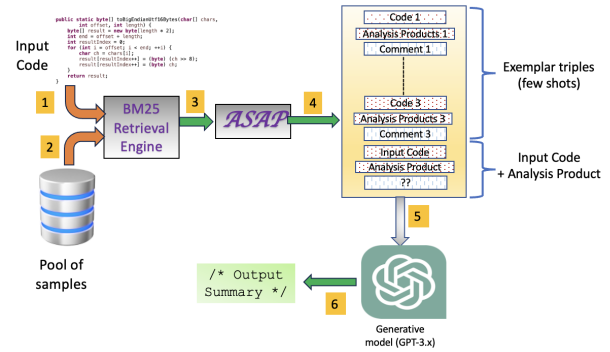 public static byte[] toBigEndianUtf16Bytes(char[] chars,
int offset, int length) {
byte[] result = new byte[length * 2];
int end = offset + length;
int resultIndex = 0;
for (int i = offset; i < end; ++i) {
char ch = chars[i];
result[resultIndex++] = (byte) (ch >> 8);
result[resultIndex++] = (byte) ch;
}
return result;
}
Input
Code
1
2
BM25
Retrieval
Engine
3
ASAP
4
Pool of
samples
Code 1
Analysis Products 1
Comment 1
Code 3
Analysis Products 3
Comment 3
Input Code
Analysis Product
??
Exemplar triples
(few shots)
Input Code
+ Analysis Product
5
/* Output
Summary */
6
Generative
model (GPT-3.x)